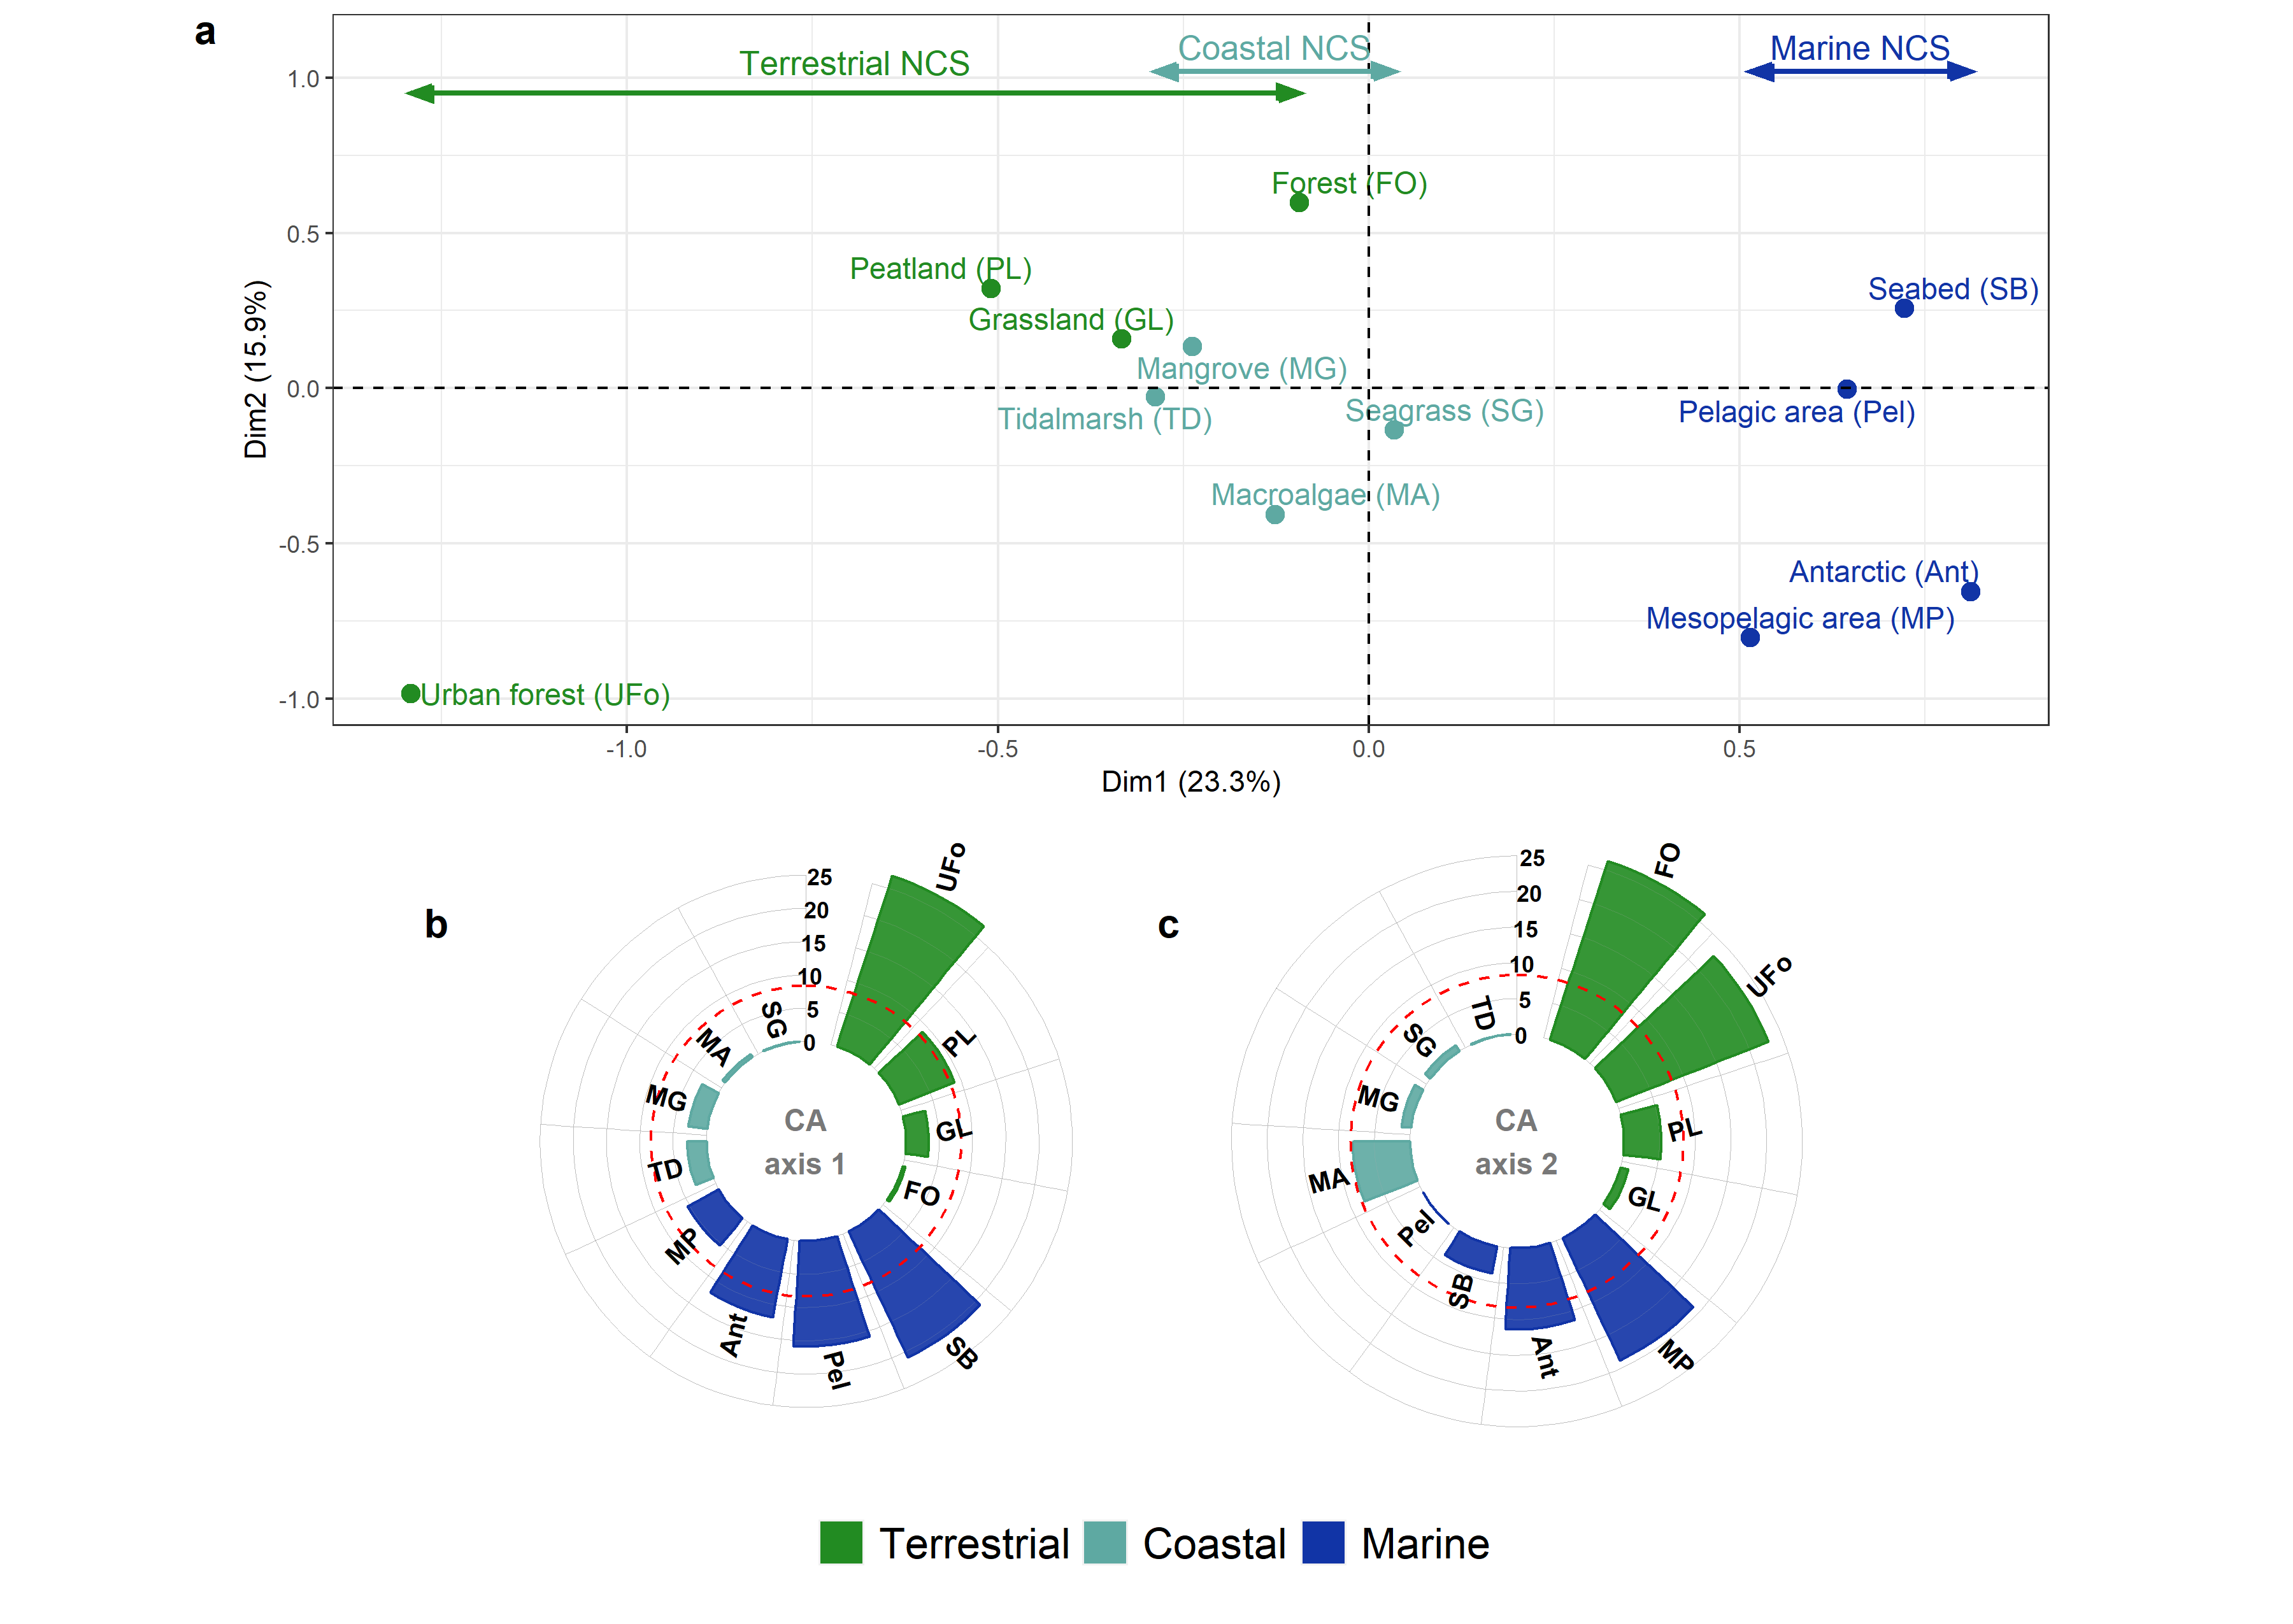 a
Terrestrial NCS
Coastal NCS
Marine NCS
1.0
0.5
0.0
-0.5
-1.0
Dim2 (15.9%)
Forest (FO)
Peatland (PL)
Seabed (SB)
Grassland (GL)
Mangrove (MG)
Tidalmarsh (TD)
Seagrass (SG)
Pelagic area (Pel)
Macroalgae (MA)
Antarctic (Ant)
Mesopelagic area (MP)
Urban forest (UFo)
-1.0
-0.5
0.0
0.5
Dim1 (23.3%)
b
25
20
15
10
5
0
UFo
PL
GL
FO
SB
Pel
Ant
MP
TD
MG
MA
SG
CA
axis 1
c
25
20
15
10
5
0
FO
UFo
PL
GL
MP
Ant
SB
Pel
MA
MG
SG
TD
CA
axis 2
Terrestrial
Coastal
Marine